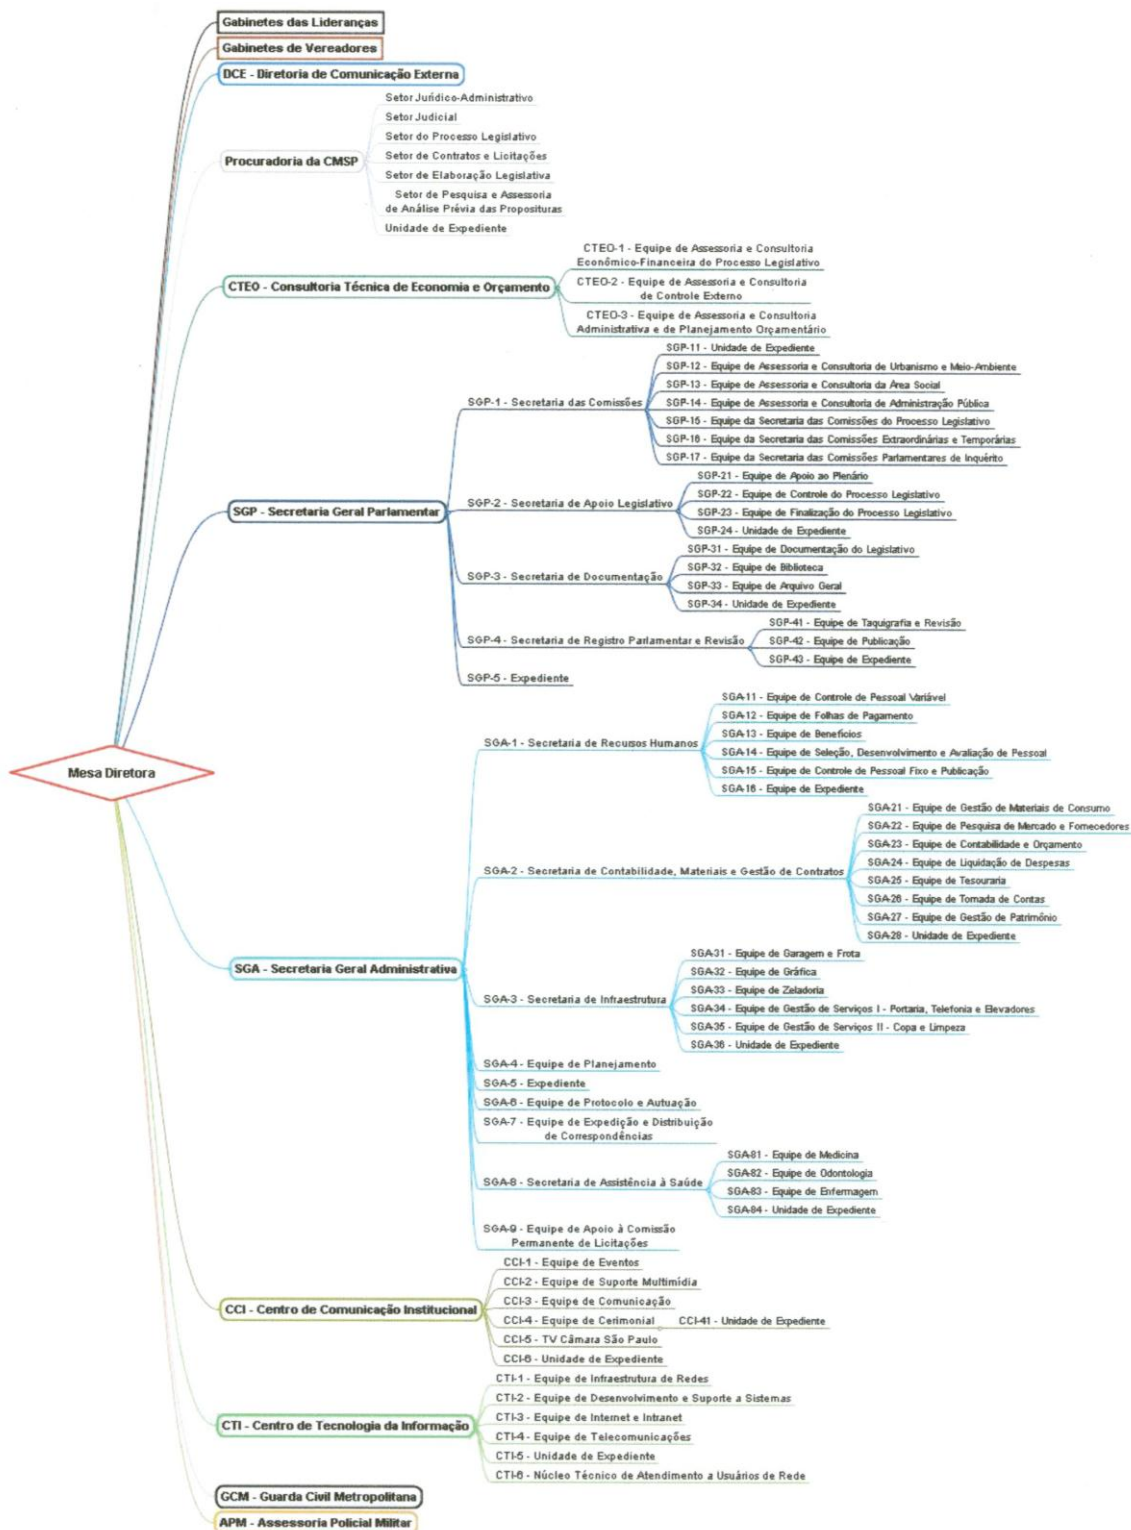 Gabinetes das Lideranças
Gabinetes de Vereadores
DCE - Diretoria de Comunicação Externa
Procuradoria da CMSP
Setor Jurídico-Administrativo
Setor Judicial
Setor do Processo Legislativo
Setor de Contratos e Licitações
Setor de Elaboração Legislativa
Setor de Pesquisa e Assessoria
de Análise Prévia das Proposituras
Unidade de Expediente
CTEO - Consultoria Técnica de Economia e Orçamento
CTEO-1 - Equipe de Assessoria e Consultoria
Econômico-Financeira do Processo Legislativo
CTEO-2 - Equipe de Assessoria e Consultoria
de Controle Externo
CTEO-3 - Equipe de Assessoria e Consultoria
Administrativa e de Planejamento Orçamentário
SGP - Secretaria Geral Parlamentar
SGP-1 - Secretaria das Comissões
SGP-11 - Unidade de Expediente
SGP-12 - Equipe de Assessoria e Consultoria de Urbanismo e Meio-Ambiente
SGP-13 - Equipe de Assessoria e Consultoria da Área Social
SGP-14 - Equipe de Assessoria e Consultoria de Administração Pública
SGP-15 - Equipe da Secretaria das Comissões do Processo Legislativo
SGP-16 - Equipe da Secretaria das Comissões Extraordinárias e Temporárias
SGP-17 - Equipe da Secretaria das Comissões Parlamentares de Inquérito
SGP-2 - Secretaria de Apoio Legislativo
SGP-21 - Equipe de Apoio ao Plenário
SGP-22 - Equipe de Controle do Processo Legislativo
SGP-23 - Equipe de Finalização do Processo Legislativo
SGP-24 - Unidade de Expediente
SGP-3 - Secretaria de Documentação
SGP-31 - Equipe de Documentação do Legislativo
SGP-32 - Equipe de Biblioteca
SGP-33 - Equipe de Arquivo Geral
SGP-34 - Unidade de Expediente
SGP-4 - Secretaria de Registro Parlamentar e Revisão
SGP-41 - Equipe de Taquigrafia e Revisão
SGP-42 - Equipe de Publicação
SGP-43 - Equipe de Expediente
SGP-5 - Expediente
Mesa Diretora
SGA - Secretaria Geral Administrativa
SGA-1 - Secretaria de Recursos Humanos
SGA-11 - Equipe de Controle de Pessoal Variável
SGA-12 - Equipe de Folhas de Pagamento
SGA-13 - Equipe de Benefícios
SGA-14 - Equipe de Seleção, Desenvolvimento e Avaliação de Pessoal
SGA-15 - Equipe de Controle de Pessoal Fixo e Publicação
SGA-16 - Equipe de Expediente
SGA-2 - Secretaria de Contabilidade, Materiais e Gestão de Contratos
SGA-21 - Equipe de Gestão de Materiais de Consumo
SGA-22 - Equipe de Pesquisa de Mercado e Fornecedores
SGA-23 - Equipe de Contabilidade e Orçamento
SGA-24 - Equipe de Liquidação de Despesas
SGA-25 - Equipe de Tesouraria
SGA-26 - Equipe de Tomada de Contas
SGA-27 - Equipe de Gestão de Patrimônio
SGA-28 - Unidade de Expediente
SGA-3 - Secretaria de Infraestrutura
SGA-31 - Equipe de Garagem e Frota
SGA-32 - Equipe de Gráfica
SGA-33 - Equipe de Zeladoria
SGA-34 - Equipe de Gestão de Serviços I - Portaria, Telefonia e Elevadores
SGA-35 - Equipe de Gestão de Serviços II - Copa e Limpeza
SGA-36 - Unidade de Expediente
SGA-4 - Equipe de Planejamento
SGA-5 - Expediente
SGA-6 - Equipe de Protocolo e Autuação
SGA-7 - Equipe de Expedição e Distribuição
de Correspondências
SGA-8 - Secretaria de Assistência à Saúde
SGA-81 - Equipe de Medicina
SGA-82 - Equipe de Odontologia
SGA-83 - Equipe de Enfermagem
SGA-84 - Unidade de Expediente
SGA-9 - Equipe de Apoio à Comissão
Permanente de Licitações
CCI - Centro de Comunicação Institucional
CCI-1 - Equipe de Eventos
CCI-2 - Equipe de Suporte Multimídia
CCI-3 - Equipe de Comunicação
CCI-4 - Equipe de Cerimonial
CCI-41 - Unidade de Expediente
CCI-5 - TV Câmara São Paulo
CCI-6 - Unidade de Expediente
CTI - Centro de Tecnologia da Informação
CTI-1 - Equipe de Infraestrutura de Redes
CTI-2 - Equipe de Desenvolvimento e Suporte a Sistemas
CTI-3 - Equipe de Internet e Intranet
CTI-4 - Equipe de Telecomunicações
CTI-5 - Unidade de Expediente
CTI-6 - Núcleo Técnico de Atendimento a Usuários de Rede
GCM - Guarda Civil Metropolitana
APM - Assessoria Policial Militar